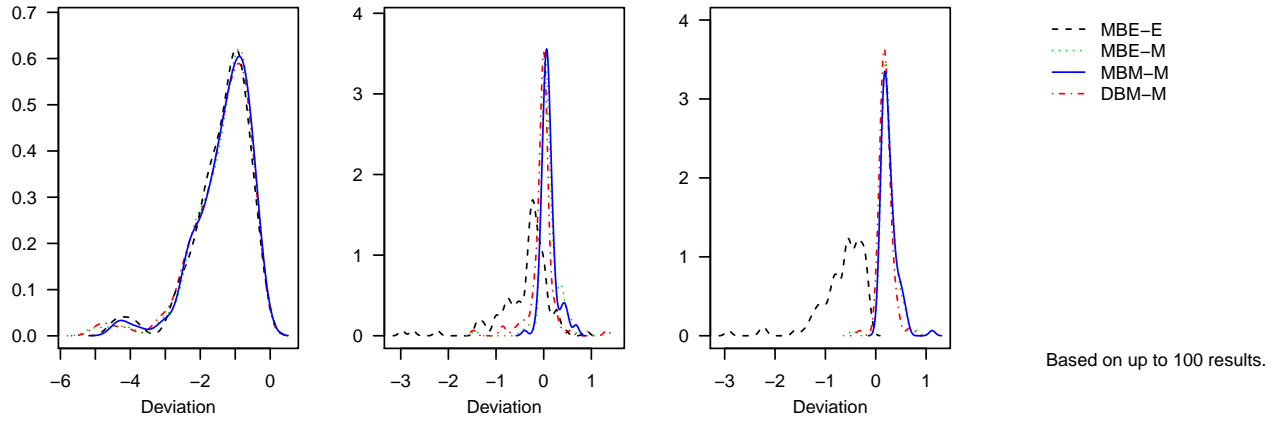 0.7
0.6
0.5
0.4
0.3
0.2
0.1
0.0
−6 −4 −2 0
Deviation
4
3
2
1
0
−3 −2 −1 0 1
Deviation
4
3
2
1
0
−3 −2 −1 0 1
Deviation
MBE−E
MBE−M
MBM−M
DBM−M
Based on up to 100 results.